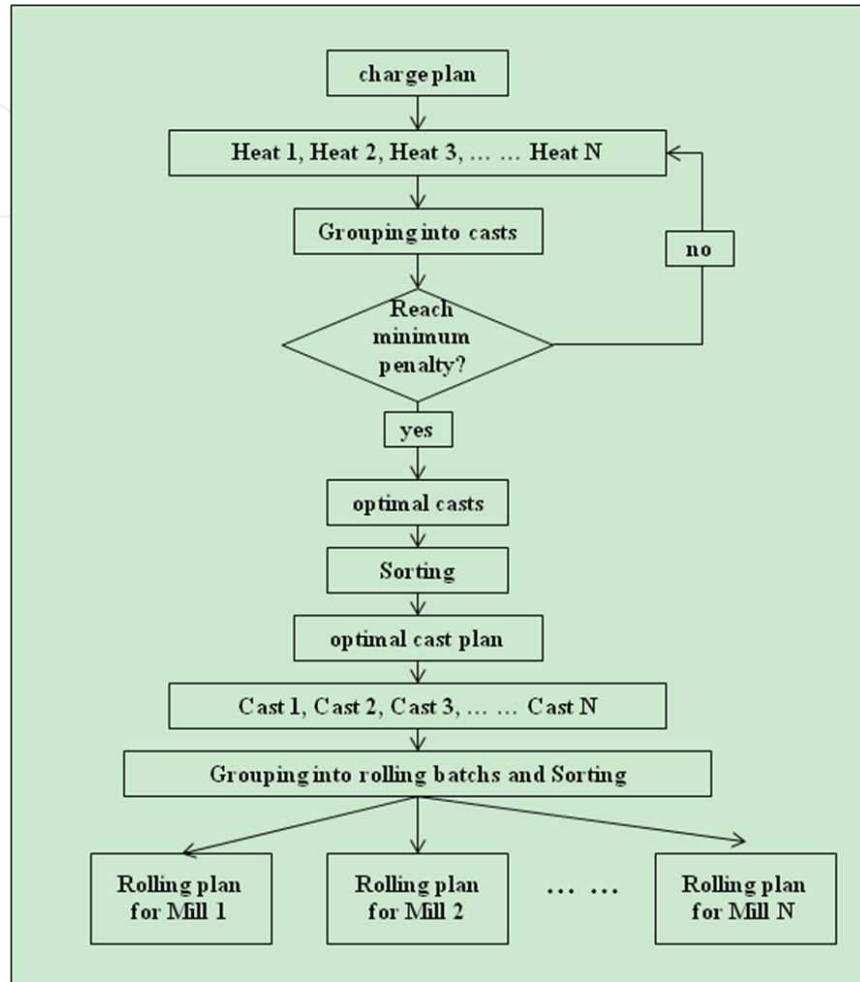 charge plan
Heat 1, Heat 2, Heat 3, ... ... Heat N
Grouping into casts
no
Reach
minimum
penalty?
yes
optimal casts
Sorting
optimal cast plan
Cast 1, Cast 2, Cast 3, ... ... Cast N
Grouping into rolling batchs and Sorting
Rolling plan
for Mill 1
Rolling plan
for Mill 2
... ...
Rolling plan
for Mill N